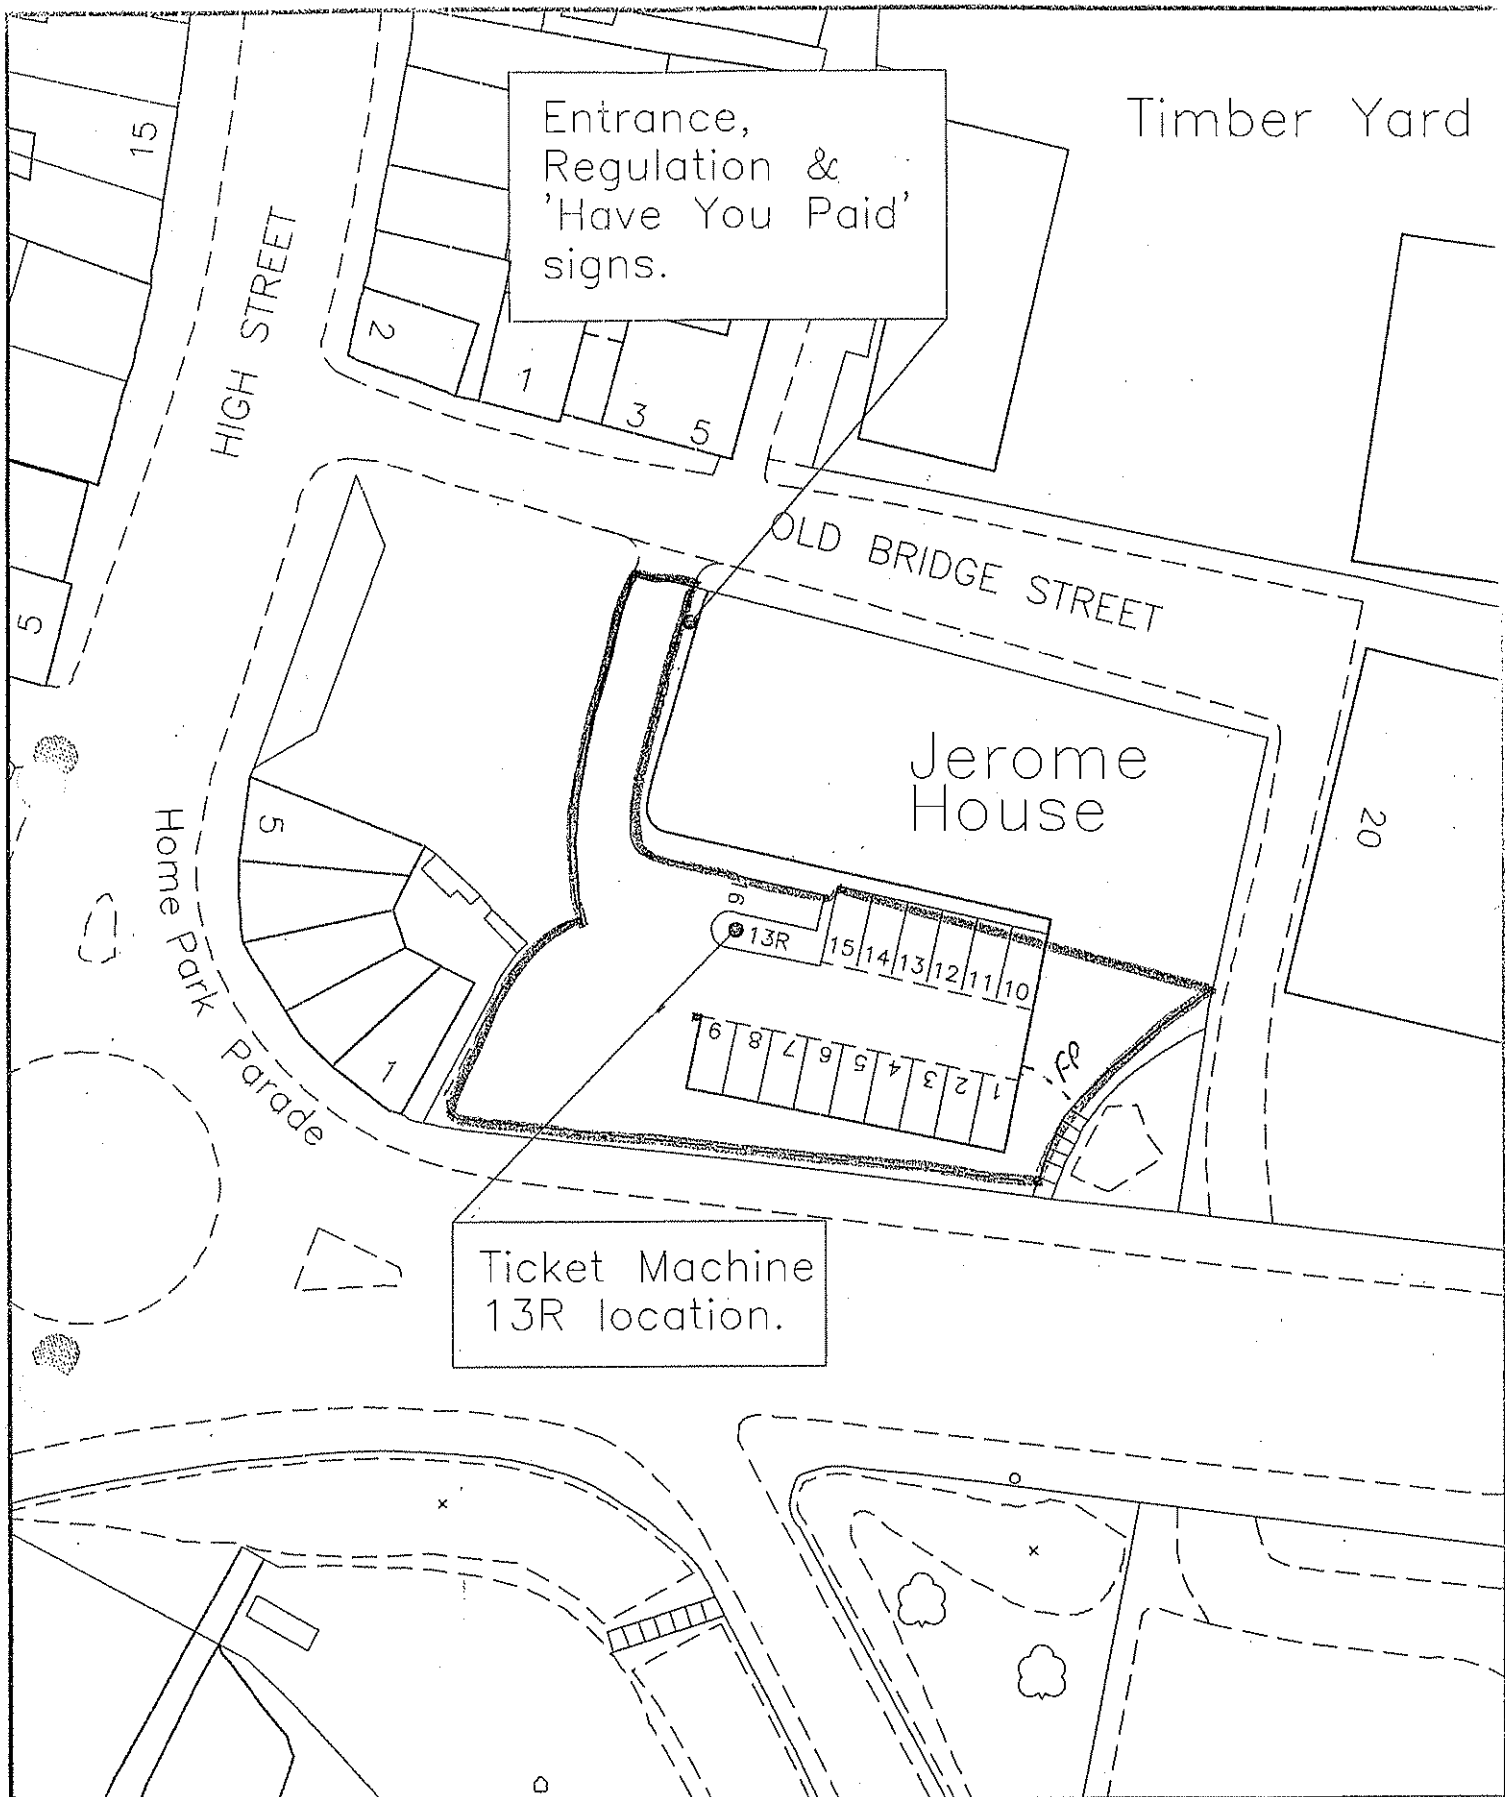 Timber Yard
Entrance,
Regulation &
'Have You Paid'
signs.
15
HIGH STREET
2
1
3
5
OLD BRIDGE STREET
5
Jerome
House
20
5
Home Park Parade
1
16
13R
15
14
13
12
11
10
9
8
7
6
5
4
3
2
1
FP
Ticket Machine
13R location.